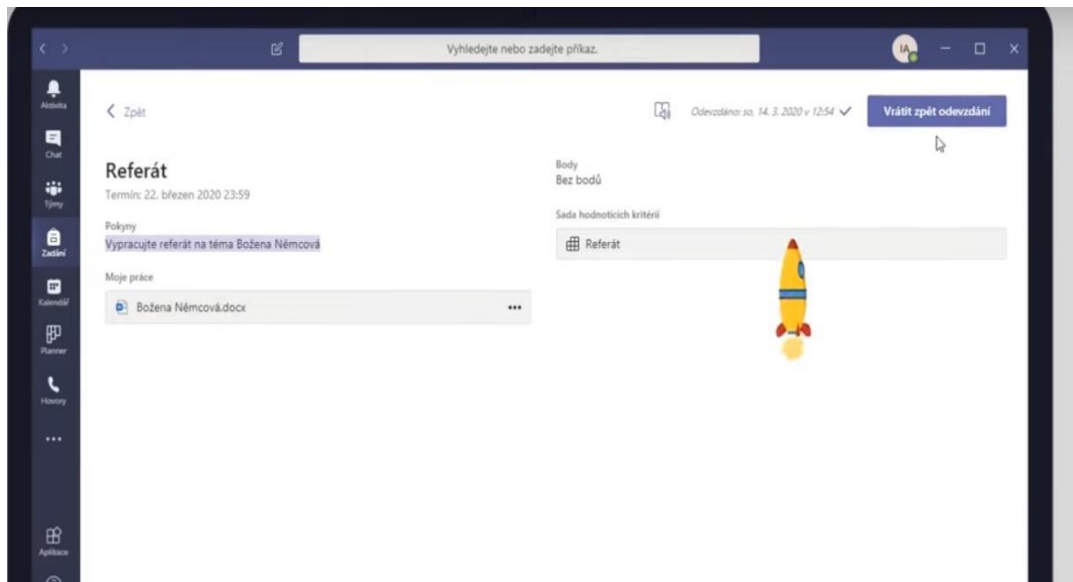 Vyhledejte nebo zadejte příkaz.
IA
Aktivita
Chat
Týmy
Zadání
Kalendář
Planner
Hovory
Aplikace
Zpět
Odevzdáno: so, 14. 3. 2020 v 12:54
Vrátit zpět odevzdání
Referát
Termín: 22. březen 2020 23:59
Pokyny
Vypracujte referát na téma Božena Němcová
Moje práce
Božena Němcová.docx
Body
Bez bodů
Sada hodnoticích kritérií
Referát